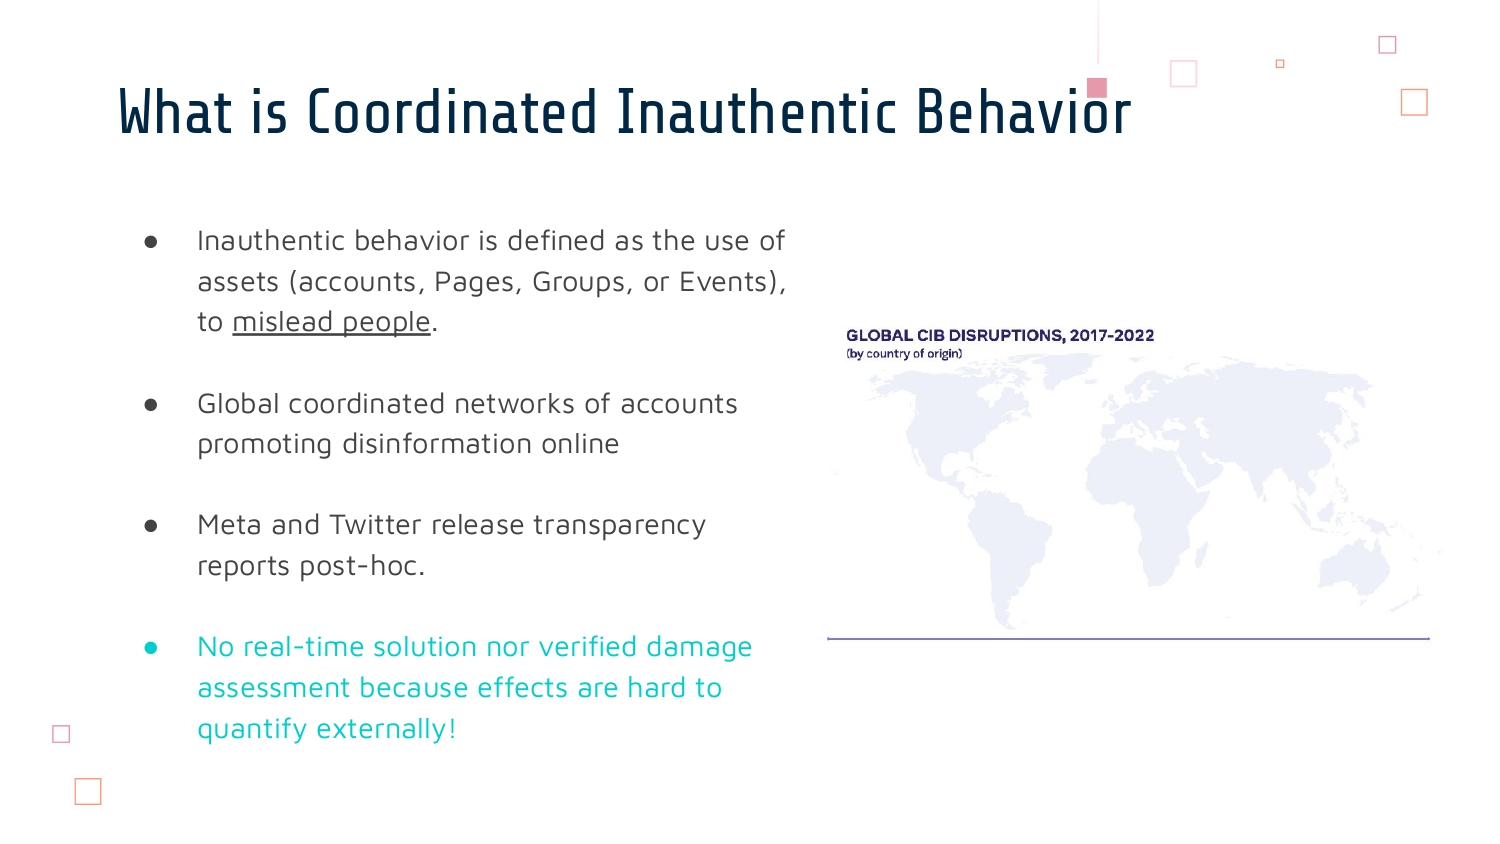 What is Coordinated Inauthentic Behavior
● Inauthentic behavior is defined as the use of
assets (accounts, Pages, Groups, or Events),
to mislead people.
● Global coordinated networks of accounts
promoting disinformation online
● Meta and Twitter release transparency
reports post-hoc.
● No real-time solution nor verified damage
assessment because effects are hard to
quantify externally!
GLOBAL CIB DISRUPTIONS, 2017-2022
(by country of origin)